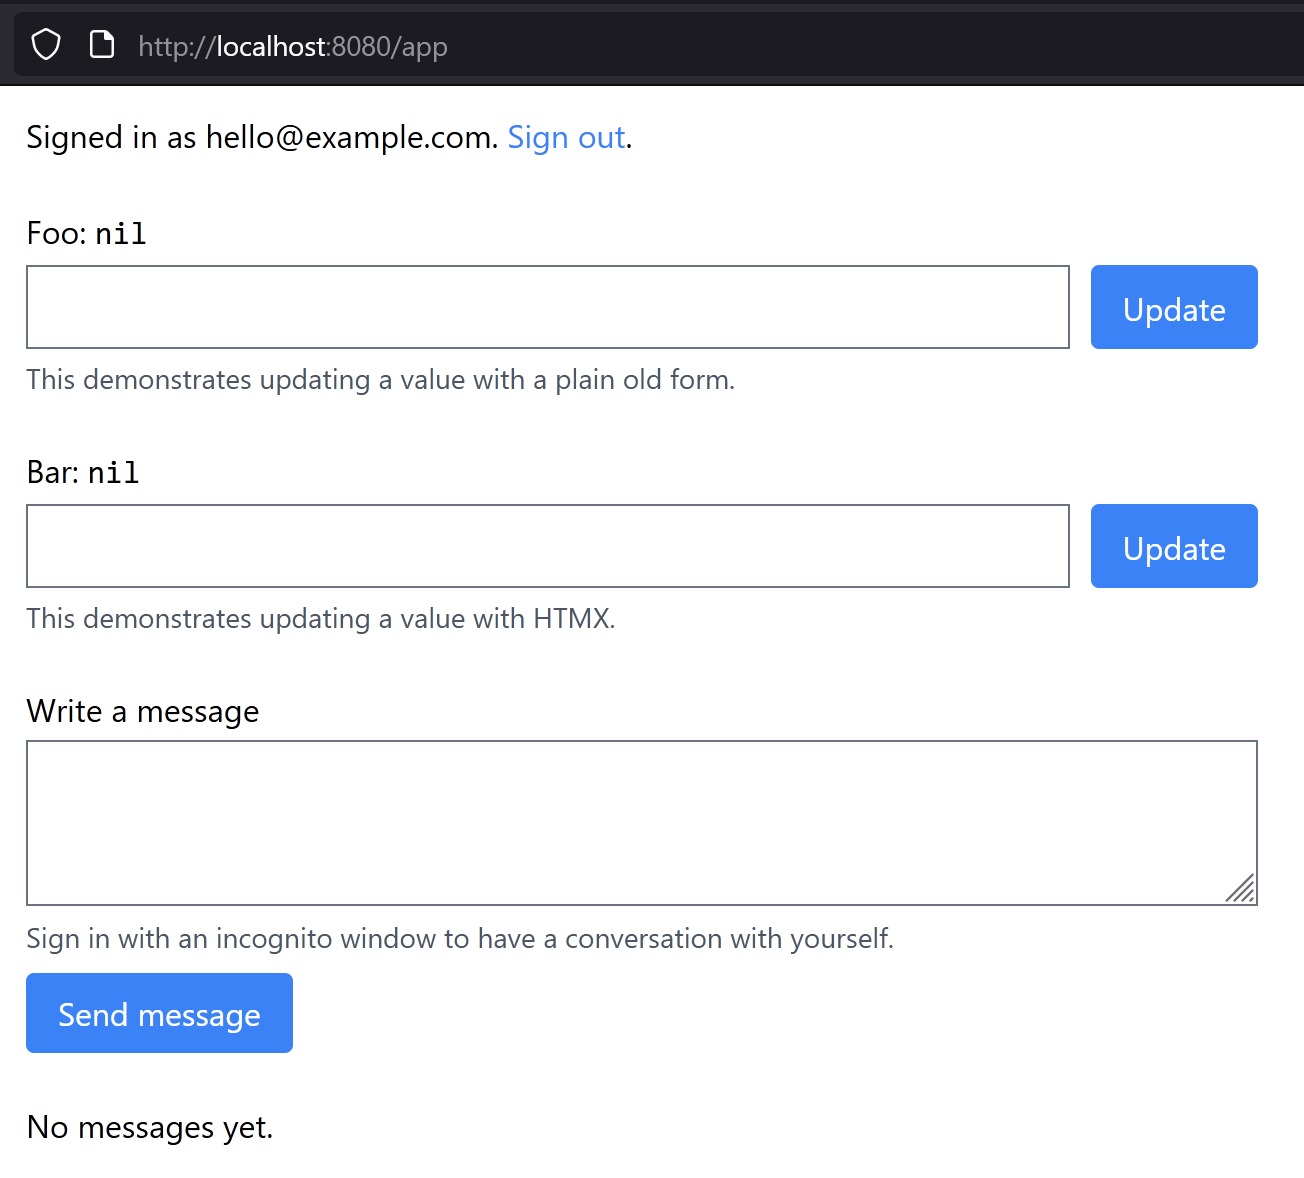 http://localhost:8080/app
Signed in as hello@example.com. Sign out.
Foo: nil
Update
This demonstrates updating a value with a plain old form.
Bar: nil
Update
This demonstrates updating a value with HTMX.
Write a message
Sign in with an incognito window to have a conversation with yourself.
Send message
No messages yet.